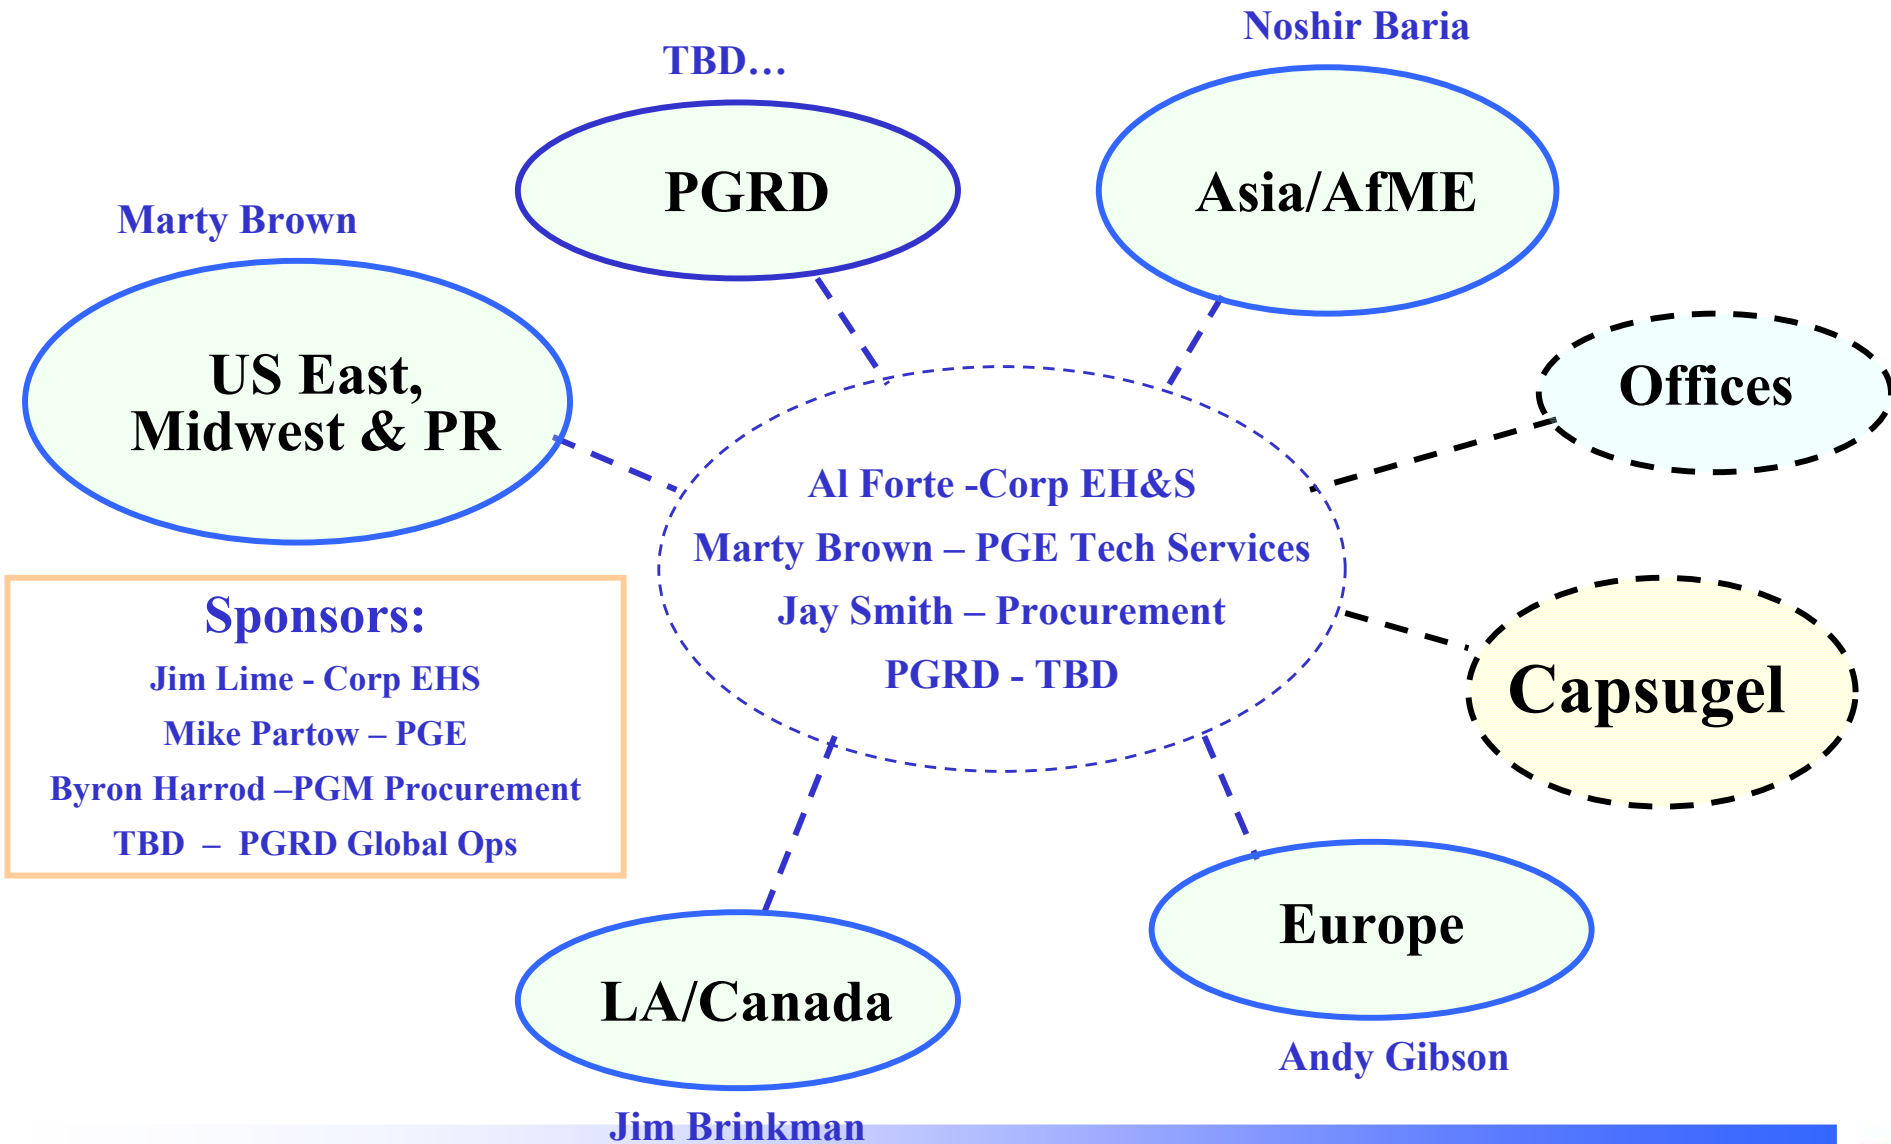 Noshir Baria
TBD…
PGRD
Asia/AfME
Marty Brown
US East,
Midwest & PR
Offices
Al Forte -Corp EH&S
Marty Brown – PGE Tech Services
Jay Smith – Procurement
PGRD - TBD
Sponsors:
Jim Lime - Corp EHS
Mike Partow – PGE
Byron Harrod –PGM Procurement
TBD – PGRD Global Ops
Capsugel
Europe
LA/Canada
Andy Gibson
Jim Brinkman